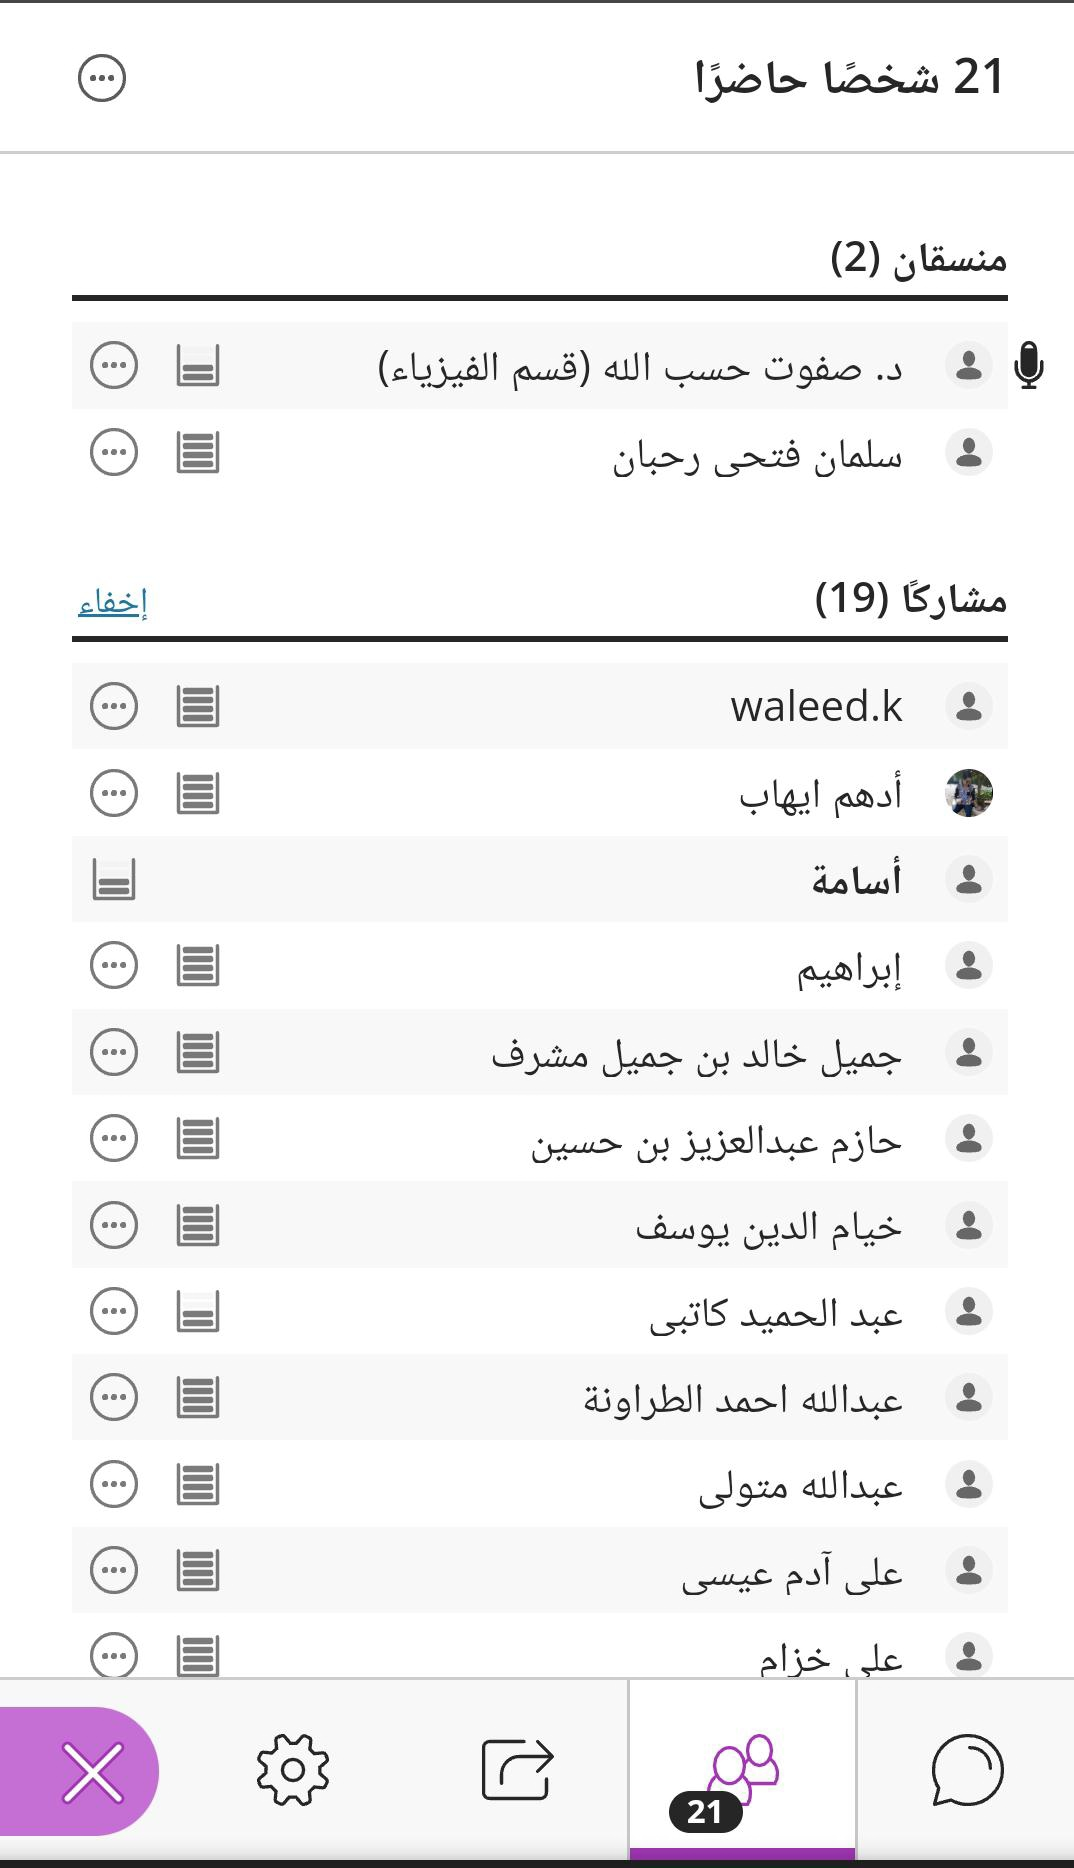 21 شخصًا حاضرًا
منسقان (2)
د. صفوت حسب الله (قسم الفيزياء)
سلمان فتحى رحبان
مشاركًا (19)
إخفاء
waleed.k
أدهم ايهاب
أسامة
إبراهيم
جميل خالد بن جميل مشرف
حازم عبدالعزيز بن حسين
خيام الدين يوسف
عبد الحميد كاتبى
عبدالله احمد الطراونة
عبدالله متولى
على آدم عيسى
على خزام
21